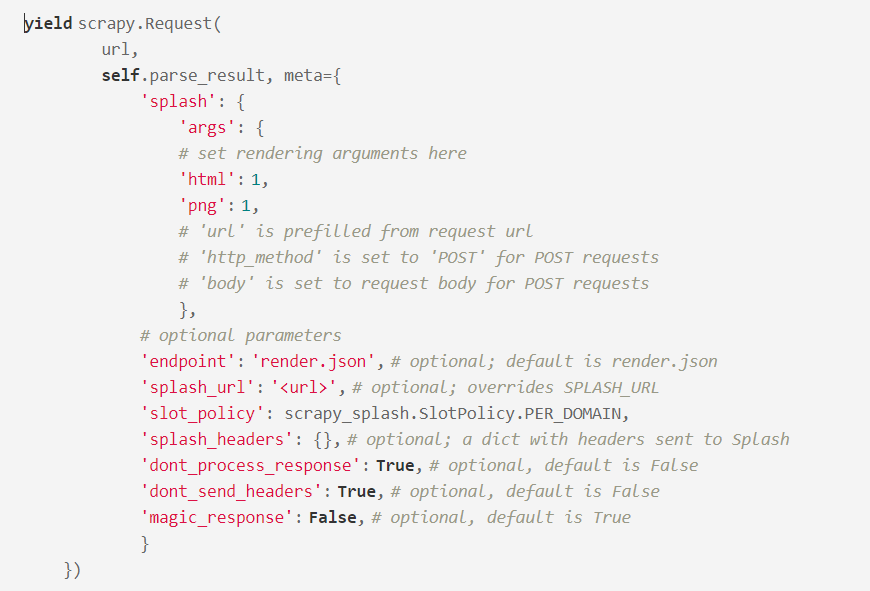 yield scrapy.Request(
url,
self.parse_result, meta={
'splash': {
'args': {
# set rendering arguments here
'html': 1,
'png': 1,
# 'url' is prefilled from request url
# 'http_method' is set to 'POST' for POST requests
# 'body' is set to request body for POST requests
},
# optional parameters
'endpoint': 'render.json', # optional; default is render.json
'splash_url': '<url>', # optional; overrides SPLASH_URL
'slot_policy': scrapy_splash.SlotPolicy.PER_DOMAIN,
'splash_headers': {}, # optional; a dict with headers sent to Splash
'dont_process_response': True, # optional, default is False
'dont_send_headers': True, # optional, default is False
'magic_response': False, # optional, default is True
}
})